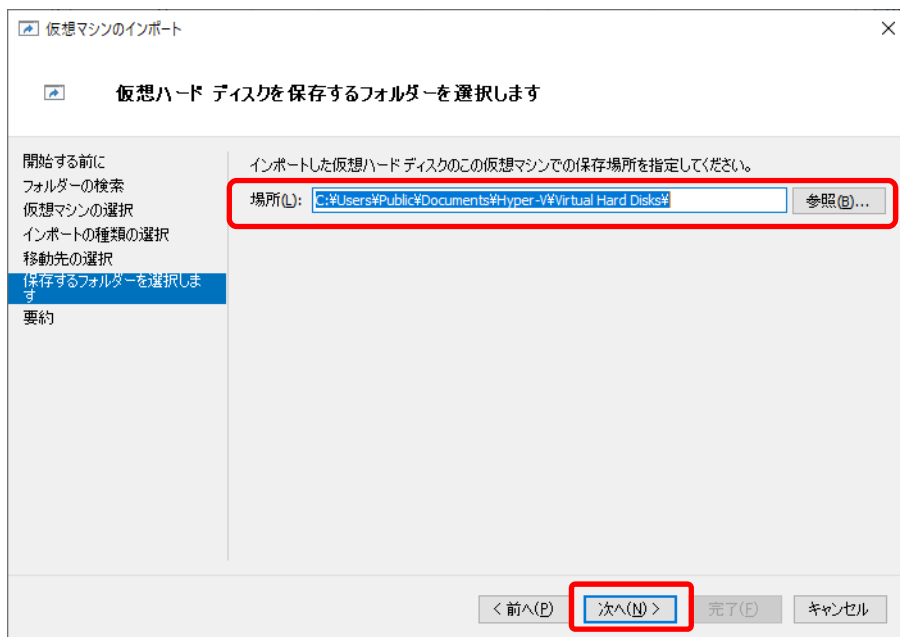 仮想マシンのインポート
仮想ハード ディスクを保存するフォルダーを選択します
開始する前に
フォルダーの検索
仮想マシンの選択
インポートの種類の選択
移動先の選択
保存するフォルダーを選択しま
す
要約
インポートした仮想ハード ディスクのこの仮想マシンでの保存場所を指定してください。
場所(L): C:¥Users¥Public¥Documents¥Hyper-V¥Virtual Hard Disks¥ 参照(B)...
< 前へ(P) 次へ(N) > 完了(F) キャンセル